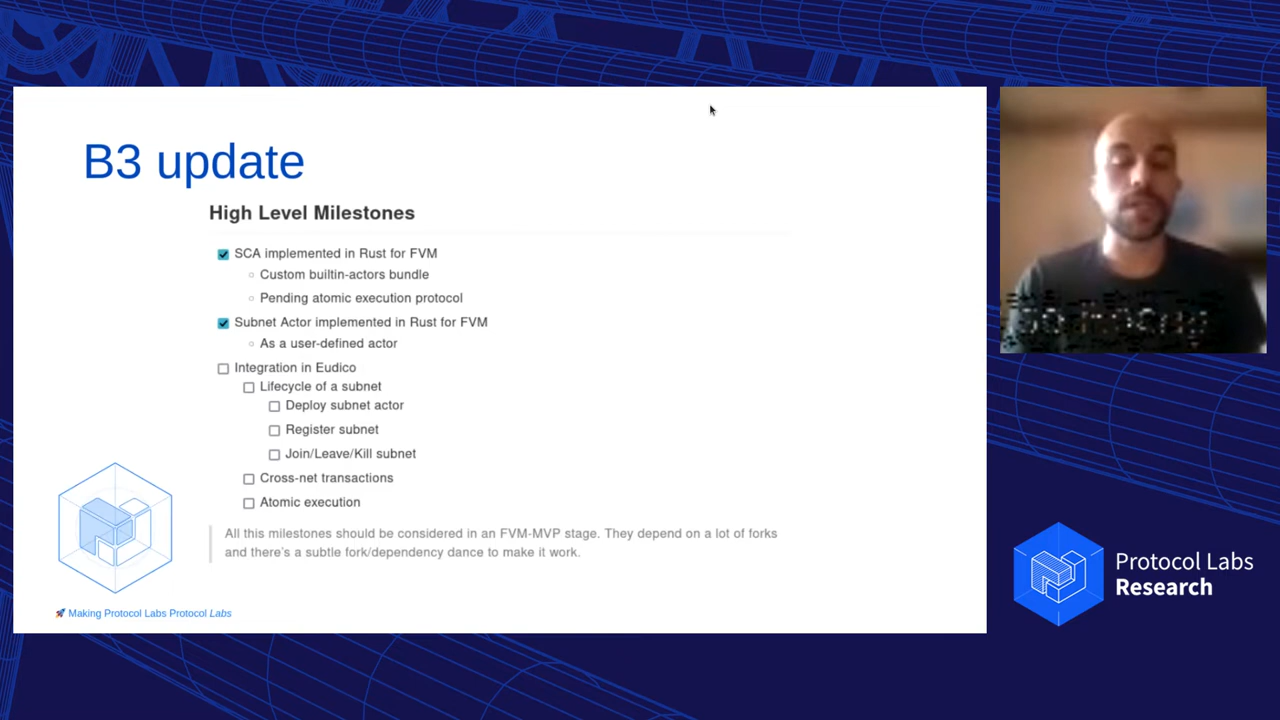 B3 update
High Level Milestones
SCA implemented in Rust for FVM
Custom builtin-actors bundle
Pending atomic execution protocol
Subnet Actor implemented in Rust for FVM
As a user-defined actor
Integration in Eudico
Lifecycle of a subnet
Deploy subnet actor
Register subnet
Join/Leave/Kill subnet
Cross-net transactions
Atomic execution
All this milestones should be considered in an FVM-MVP stage. They depend on a lot of forks
and there's a subtle fork/dependency dance to make it work.
🚀 Making Protocol Labs Protocol Labs
Protocol Labs
Research